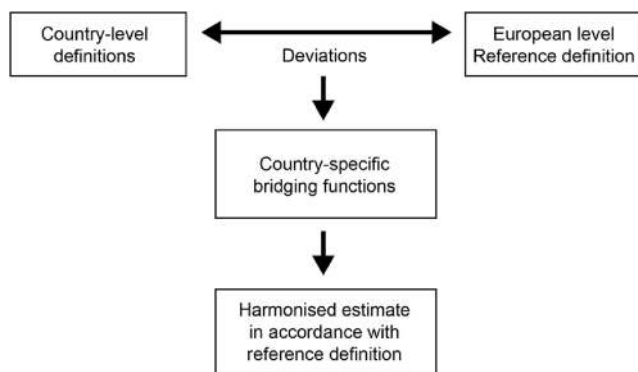 Country-level
definitions
Deviations
European level
Reference definition
Country-specific
bridging functions
Harmonised estimate
in accordance with
reference definition